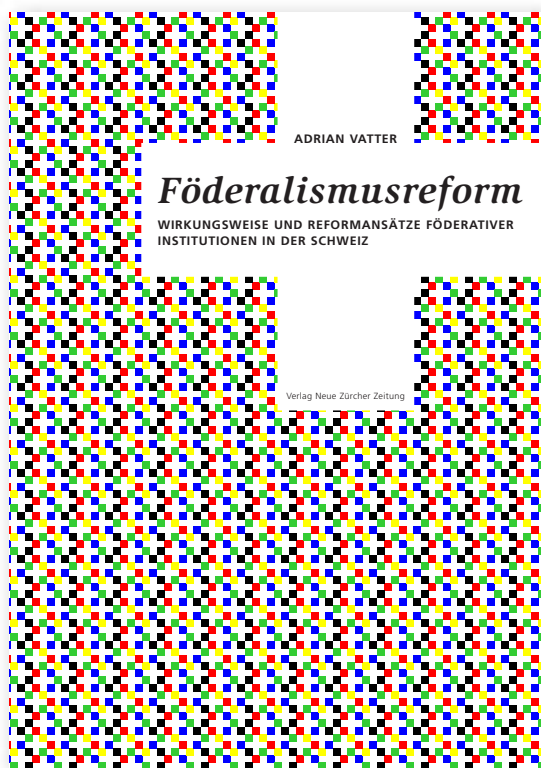 ADRIAN VATTER
Föderalismusreform
WIRKUNGSWEISE UND REFORMANSÄTZE FÖDERATIVER
INSTITUTIONEN IN DER SCHWEIZ
Verlag Neue Zürcher Zeitung